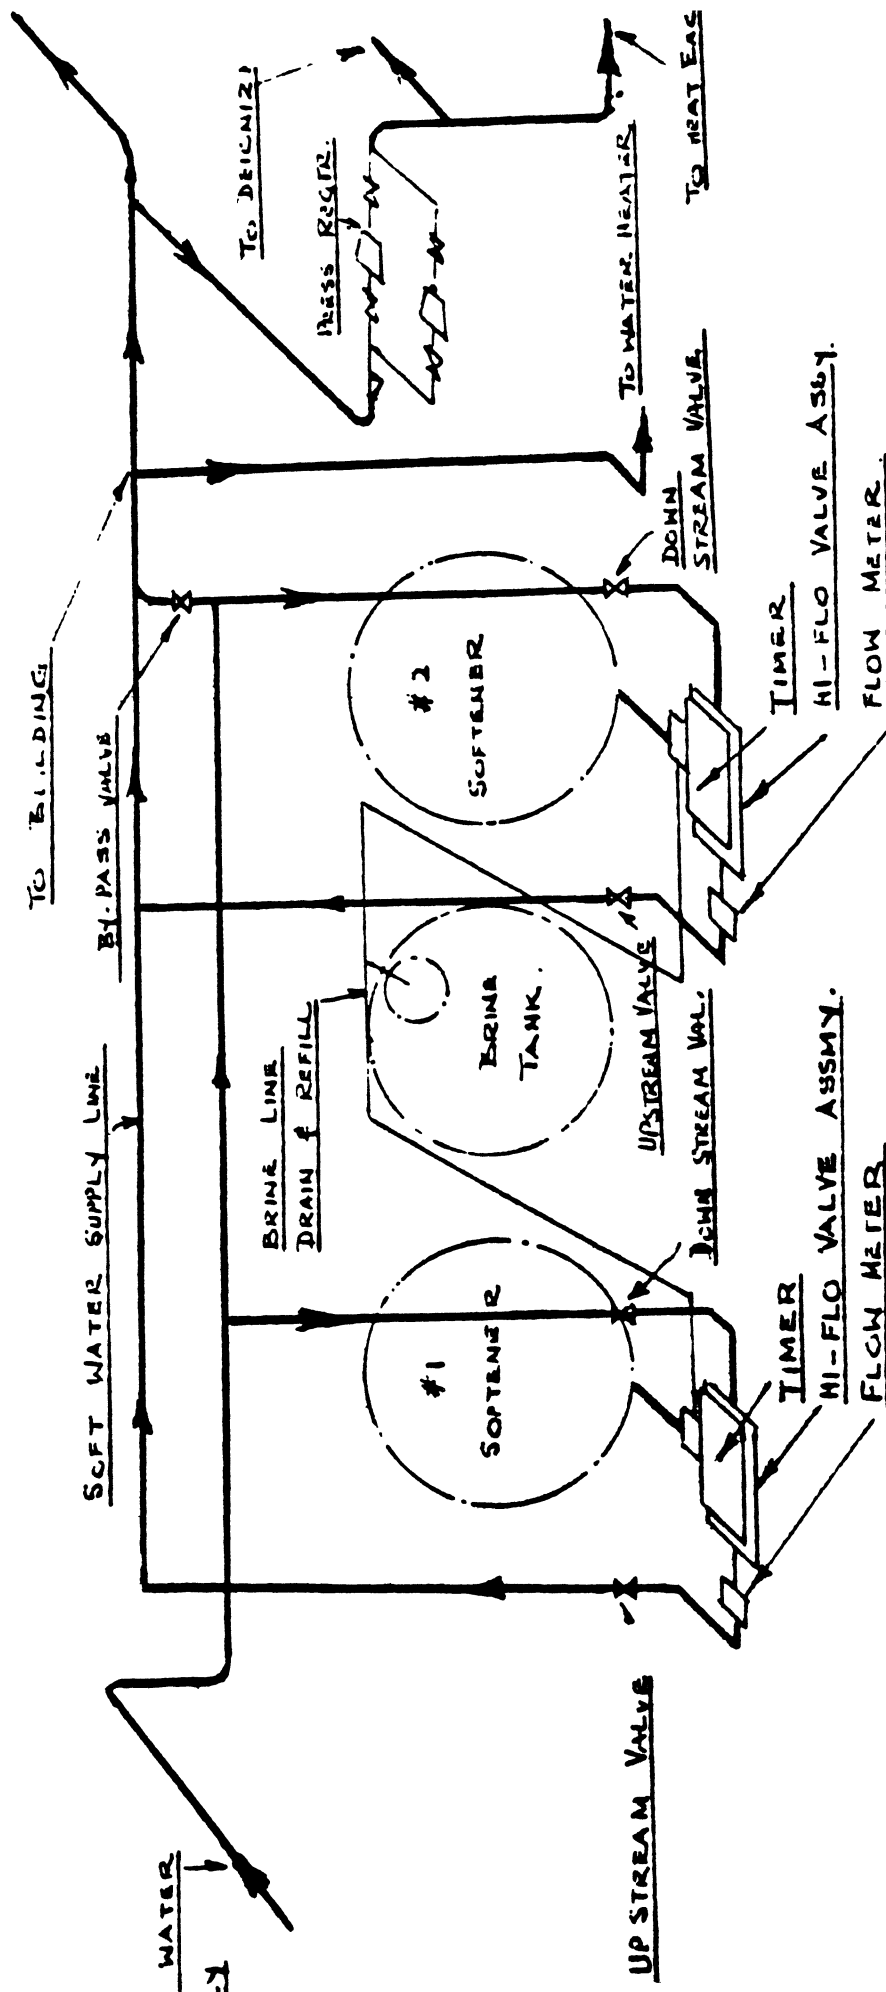 WATER
UP STREAM VALVE
SOFT WATER SUPPLY LINE
#1
SOFTENER
TIMER
HI-FLO VALVE ASSMY.
FLOW METER
DOWN STREAM VAL.
UPSTREAM VALVE
BRINE LINE
DRAIN & REFILL
BRINE
TANK.
TO BUILDING
BY-PASS VALVE
#2
SOFTENER
TIMER
HI-FLO VALVE ASBY.
FLOW METER
DOWN
STREAM VALVE
TO WATER HEATER
PRESS REGTR.
TO DEIONIZI
TO HEAT EXC